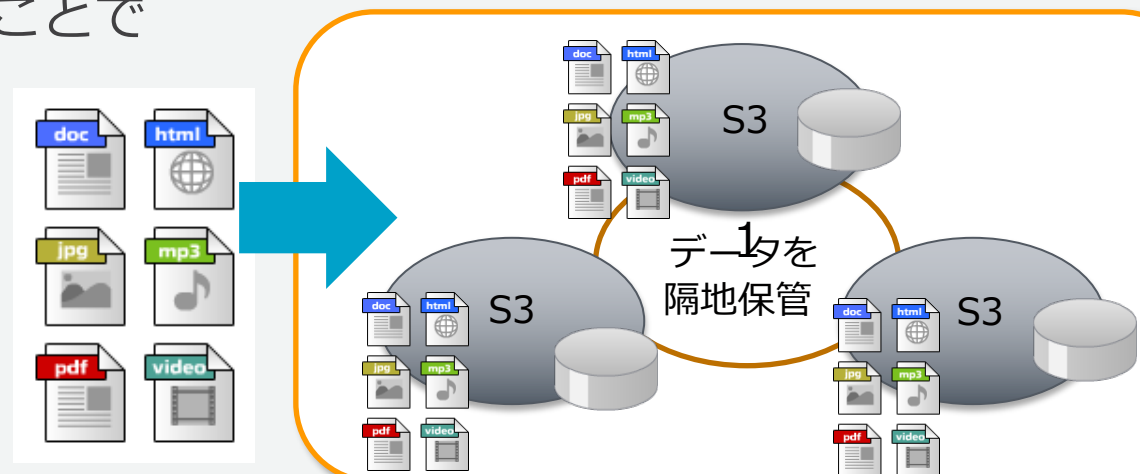 ことで
doc
html
jpg
mp3
pdf
video
doc
html
jpg
mp3
pdf
video
S3
1
データを
隔地保管
S3
doc
html
jpg
mp3
pdf
video
S3
doc
html
jpg
mp3
pdf
video